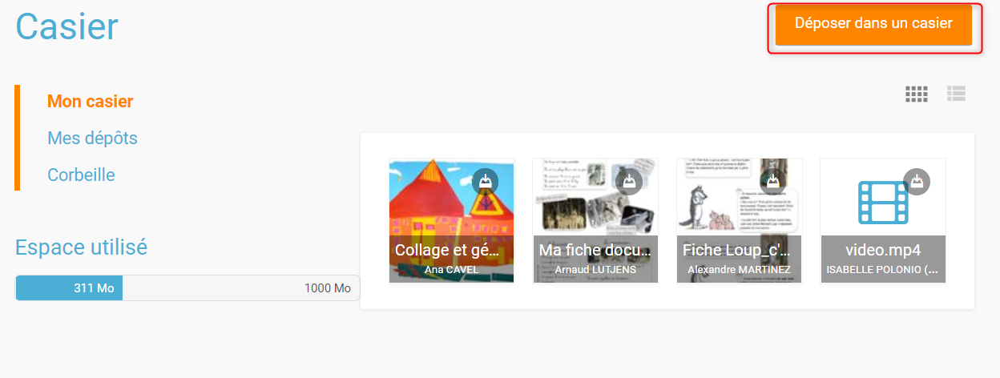 Casier
Déposer dans un casier
Mon casier
Mes dépôts
Corbeille
Espace utilisé
311 Mo
1000 Mo
Collage et gé...
Ana CAVEL
Ma fiche docu...
Arnaud LUTJENS
Fiche Loup_c'...
Alexandre MARTINEZ
video.mp4
ISABELLE POLONIO (...